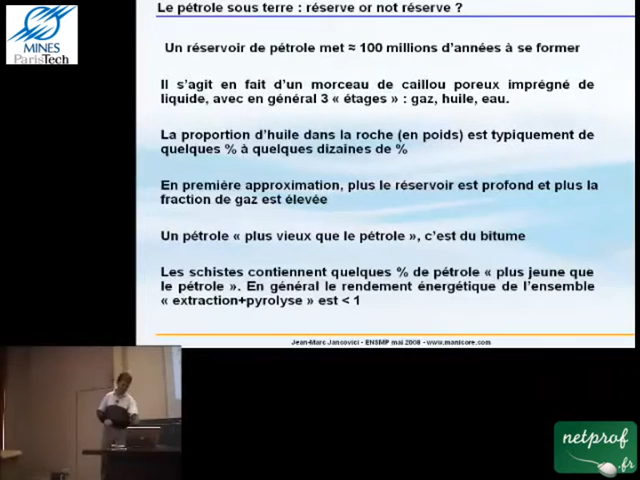 Le pétrole sous terre : réserve or not réserve ?
MINES
ParisTech
Un réservoir de pétrole met ≈ 100 millions d'années à se former
Il s'agit en fait d'un morceau de caillou poreux imprégné de
liquide, avec en général 3 « étages » : gaz, huile, eau.
La proportion d'huile dans la roche (en poids) est typiquement de
quelques % à quelques dizaines de %
En première approximation, plus le réservoir est profond et plus la
fraction de gaz est élevée
Un pétrole « plus vieux que le pétrole », c'est du bitume
Les schistes contiennent quelques % de pétrole « plus jeune que
le pétrole ». En général le rendement énergétique de l'ensemble
« extraction+pyrolyse » est < 1
Jean-Marc Jancovici - ENSMP mai 2008 - www.manicore.com
netprof
.fr